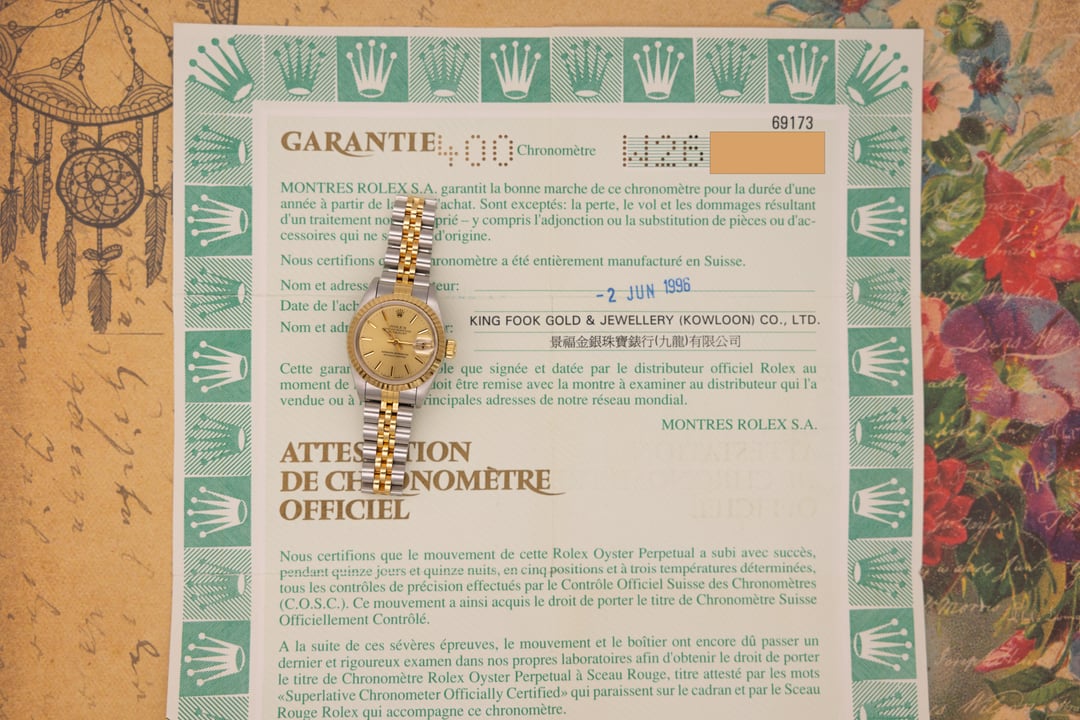 69173
GARANTIE 400 Chronomètre W26
MONTRES ROLEX S.A. garantit la bonne marche de ce chronomètre pour la durée d'une
année à partir de la achat. Sont exceptés: la perte, le vol et les dommages résultant
d'un traitement prié – y compris l'adjonction ou la substitution de pièces ou d'ac-
cessoires qui ne d'origine.
Nous certifions chronomètre a été entièrement manufacturé en Suisse.
Nom et adres eur:
-2 JUN 1996
Date de l'ach
KING FOOK GOLD & JEWELLERY (KOWLOON) CO., LTD.
Nom et adr r:
景福金銀珠寶錶行(九龍)有限公司
Cette garan ble que signée et datée par le distributeur officiel Rolex au
moment de doit être remise avec la montre à examiner au distributeur qui l'a
vendue ou à principales adresses de notre réseau mondial.
MONTRES ROLEX S.A.
ATTESTATION
DE CHRONOMÈTRE
OFFICIEL
Nous certifions que le mouvement de cette Rolex Oyster Perpetual a subi avec succès,
pendant quinze jours et quinze nuits, en cinq positions et à trois températures déterminées,
tous les contrôles de précision effectués par le Contrôle Officiel Suisse des Chronomètres
(C.O.S.C.). Ce mouvement a ainsi acquis le droit de porter le titre de Chronomètre Suisse
Officiellement Contrôlé.
A la suite de ces sévères épreuves, le mouvement et le boîtier ont encore dû passer un
dernier et rigoureux examen dans nos propres laboratoires afin d'obtenir le droit de porter
le titre de Chronomètre Rolex Oyster Perpetual à Sceau Rouge, titre attesté par les mots
«Superlative Chronometer Officially Certified» qui paraissent sur le cadran et par le Sceau
Rouge Rolex qui accompagne ce chronomètre.